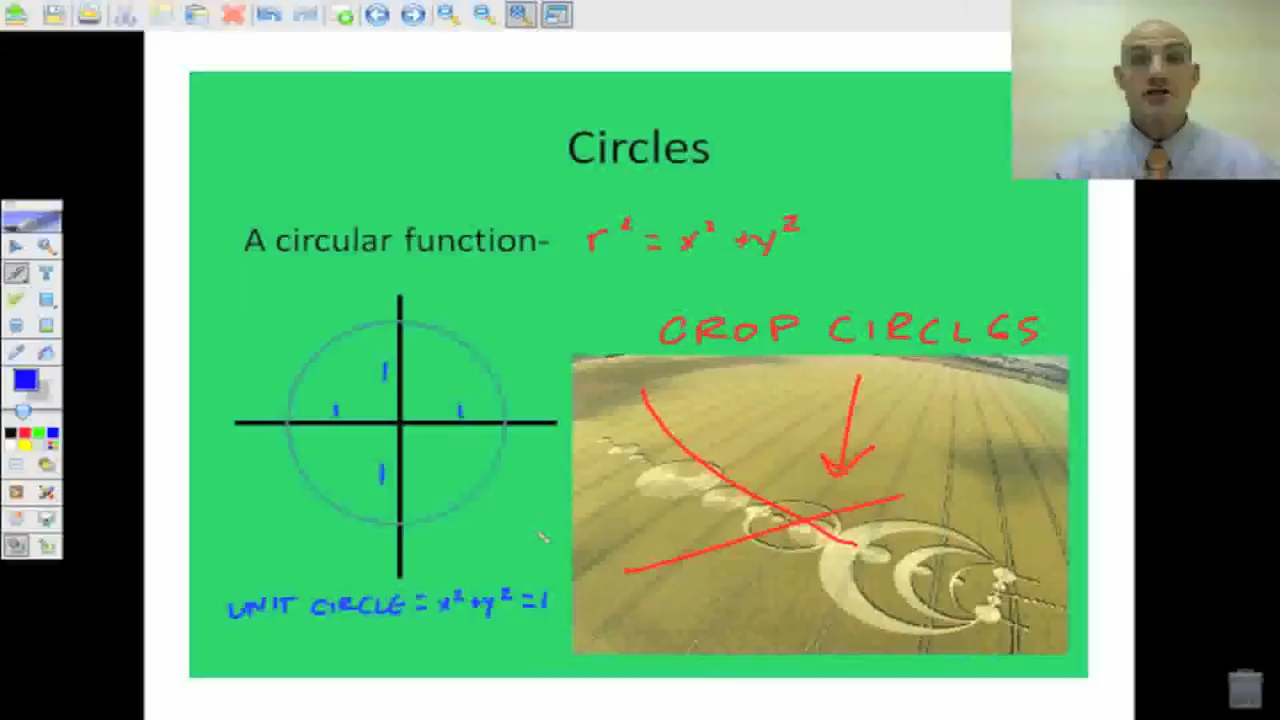 Circles
A circular function- r² = x² + y²
CROP CIRCLES
1
1 1
1
UNIT CIRCLE = x² + y² = 1